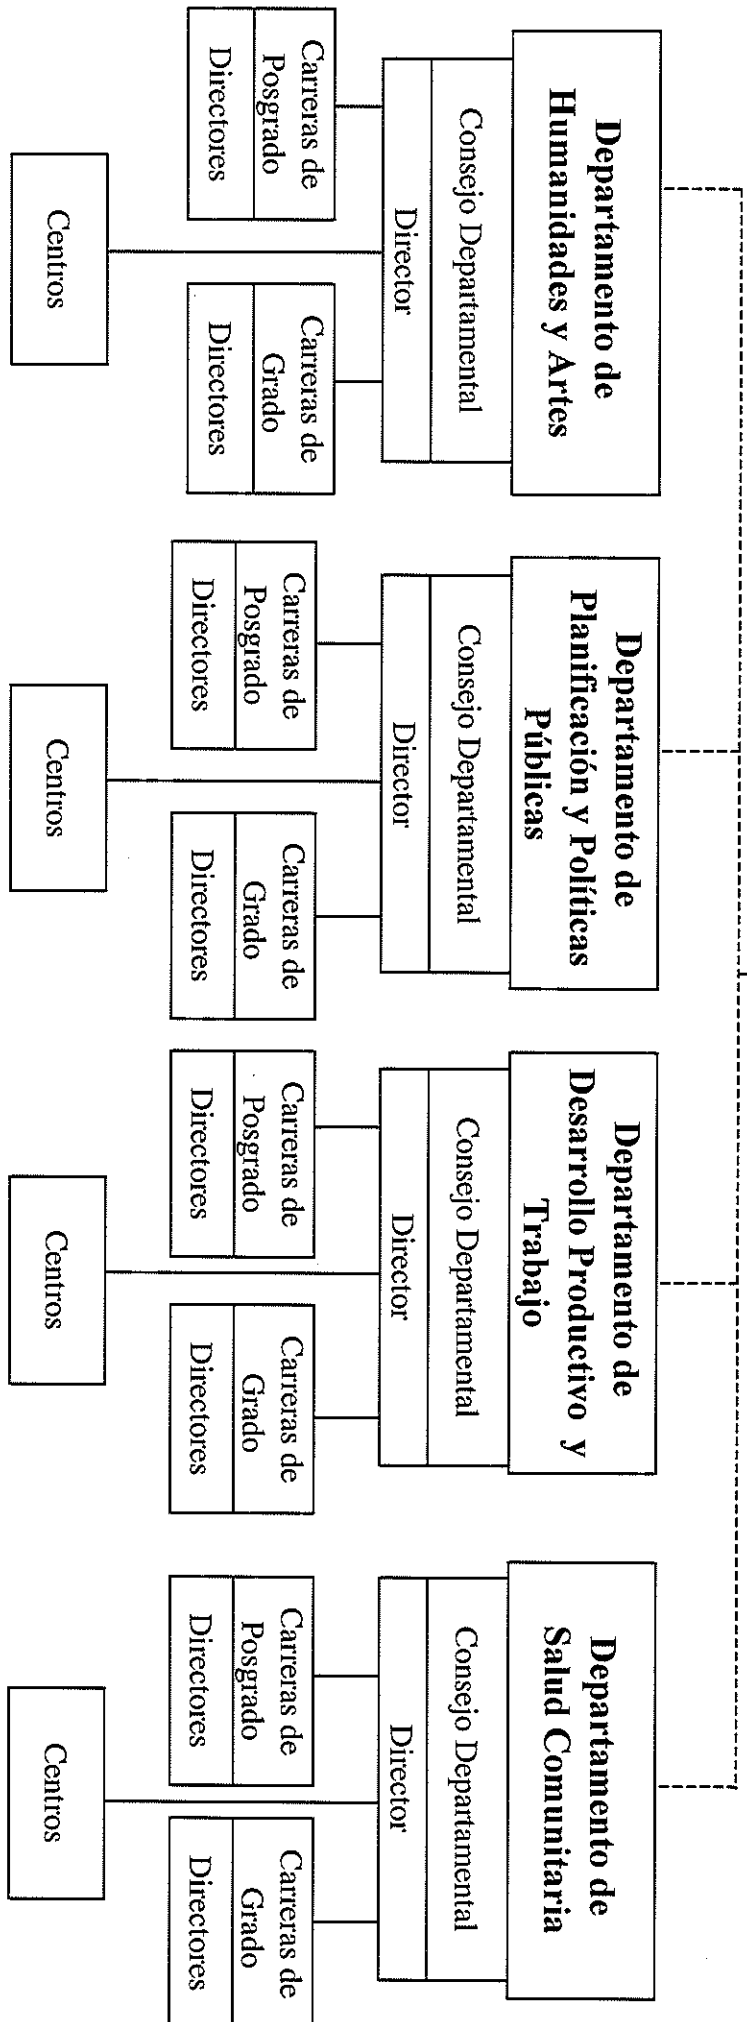 Departamento de
Humanidades y Artes
Consejo Departamental
Director
Carreras de
Posgrado
Directores
Carreras de
Grado
Directores
Centros
Departamento de
Planificación y Políticas
Públicas
Consejo Departamental
Director
Carreras de
Posgrado
Directores
Carreras de
Grado
Directores
Centros
Departamento de
Desarrollo Productivo y
Trabajo
Consejo Departamental
Director
Carreras de
Posgrado
Directores
Carreras de
Grado
Directores
Centros
Departamento de
Salud Comunitaria
Consejo Departamental
Director
Carreras de
Posgrado
Directores
Carreras de
Grado
Directores
Centros